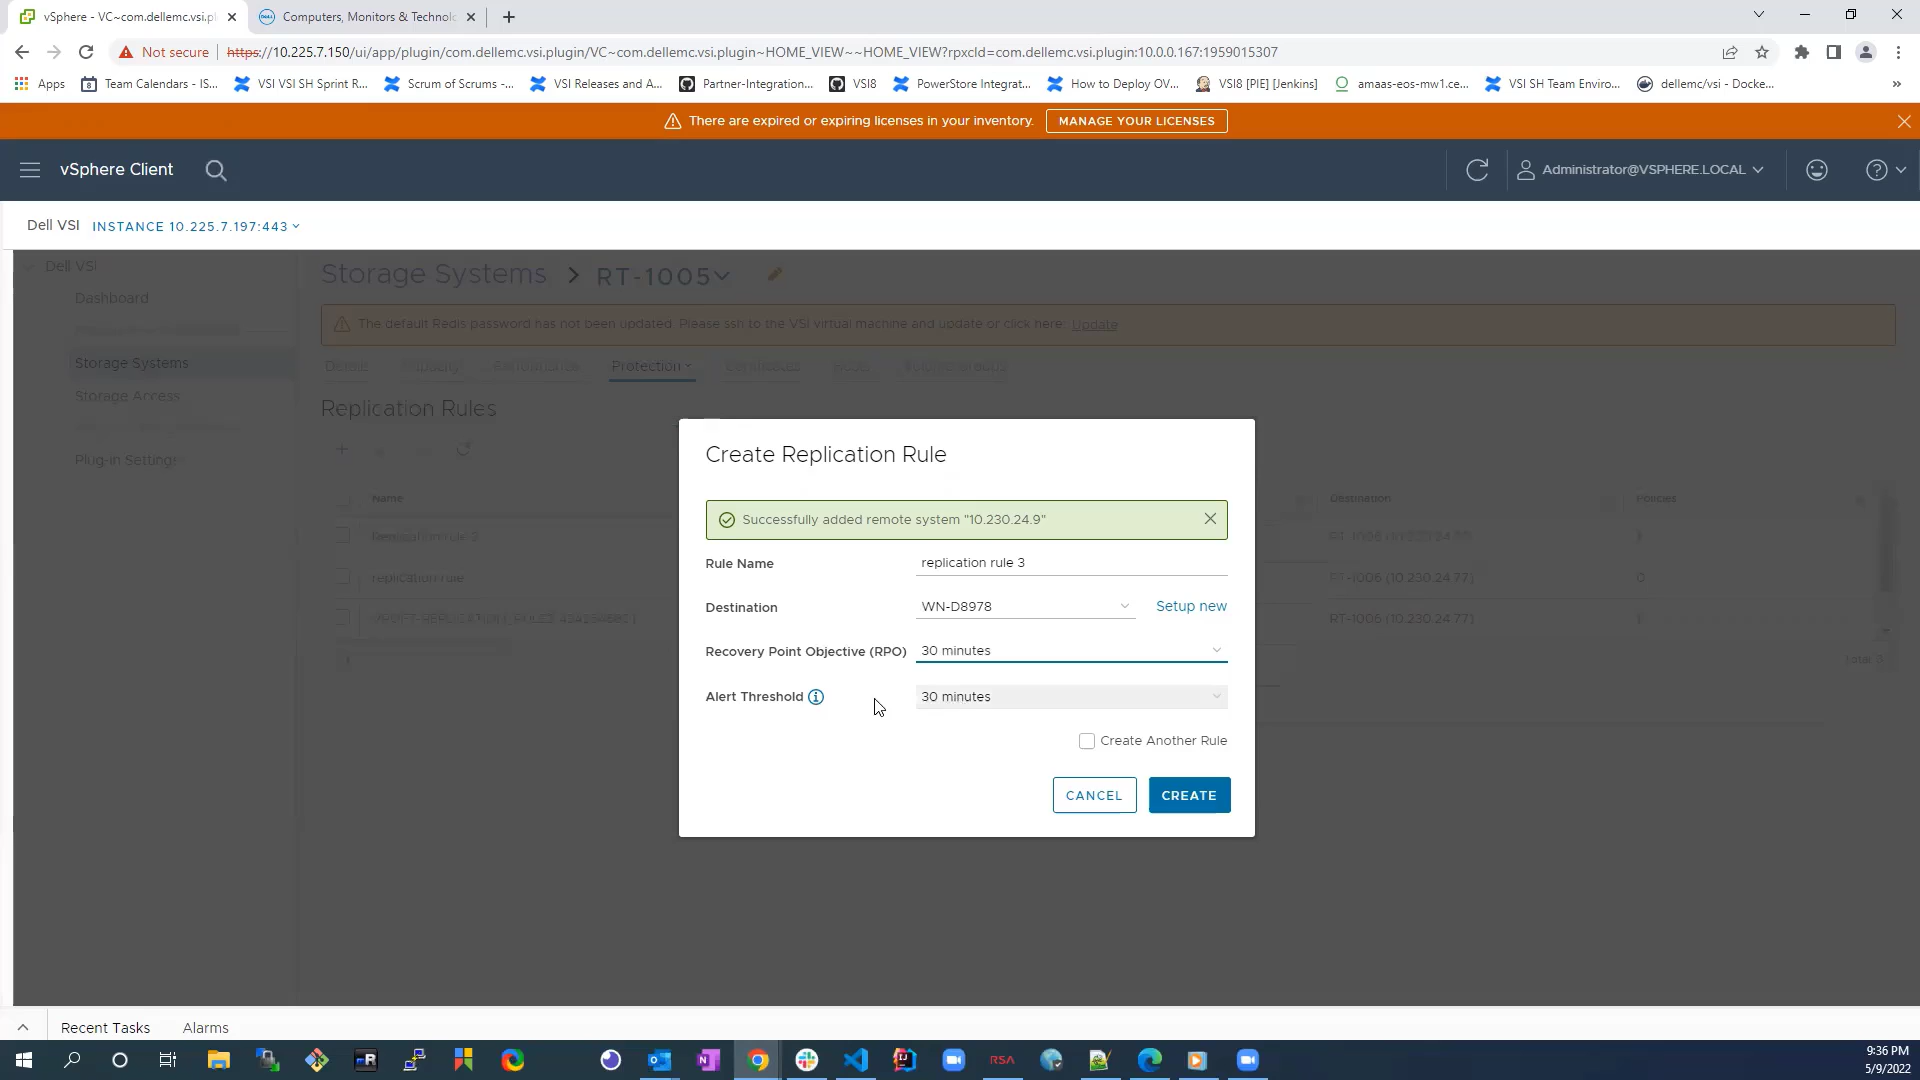 vSphere - VC~com.dellemc.vsi.pl
Computers, Monitors & Technolo
Not secure
https://10.225.7.150/ui/app/plugin/com.dellemc.vsi.plugin/VC~com.dellemc.vsi.plugin~HOME_VIEW~~HOME_VIEW?rpxcId=com.dellemc.vsi.plugin:10.0.0.167:1959015307
Apps
Team Calendars - IS...
VSI VSI SH Sprint R...
Scrum of Scrums -...
VSI Releases and A...
Partner-Integration...
VSI8
PowerStore Integrat...
How to Deploy OV...
VSI8 [PIE] [Jenkins]
amaas-eos-mw1.ce...
VSI SH Team Enviro...
dellemc/vsi - Docke...
There are expired or expiring licenses in your inventory.
MANAGE YOUR LICENSES
vSphere Client
Administrator@VSPHERE.LOCAL
Dell VSI
INSTANCE 10.225.7.197:443
Dell VSI
Dashboard
Storage Systems
Storage Access
Plug-in Settings
Storage Systems > RT-1005
The default Redis password has not been updated. Please ssh to the VSI virtual machine and update or click here: Update
Protection
Replication Rules
Name
Destination
Policies
replication rule
RT-1006 (10.230.24.77)
0
RT-1006 (10.230.24.77)
Create Replication Rule
Successfully added remote system "10.230.24.9"
Rule Name
replication rule 3
Destination
WN-D8978
Setup new
Recovery Point Objective (RPO)
30 minutes
Alert Threshold
30 minutes
Create Another Rule
CANCEL
CREATE
Recent Tasks
Alarms
RSA
9:36 PM
5/9/2022